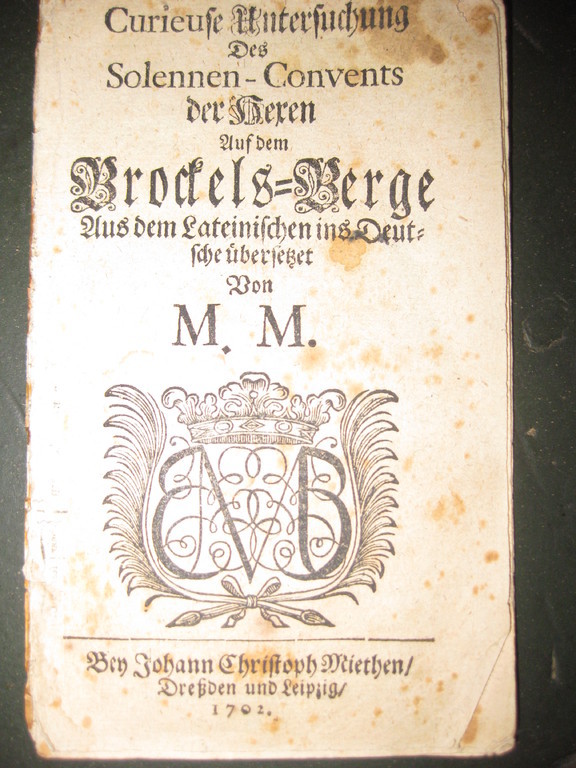 Curieuse Untersuchung
Des
Solennen-Convents
der Hexen
Auf dem
Brockels=Berge
Aus dem Lateinischen ins Deut=
sche übersetzet
Von
M. M.
Bey Johann Christoph Miethen/
Dreßden und Leipzig/
1702.